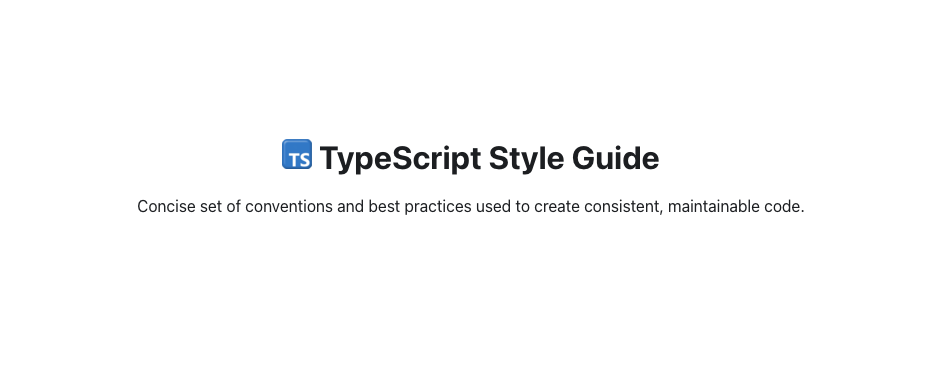 TS TypeScript Style Guide
Concise set of conventions and best practices used to create consistent, maintainable code.